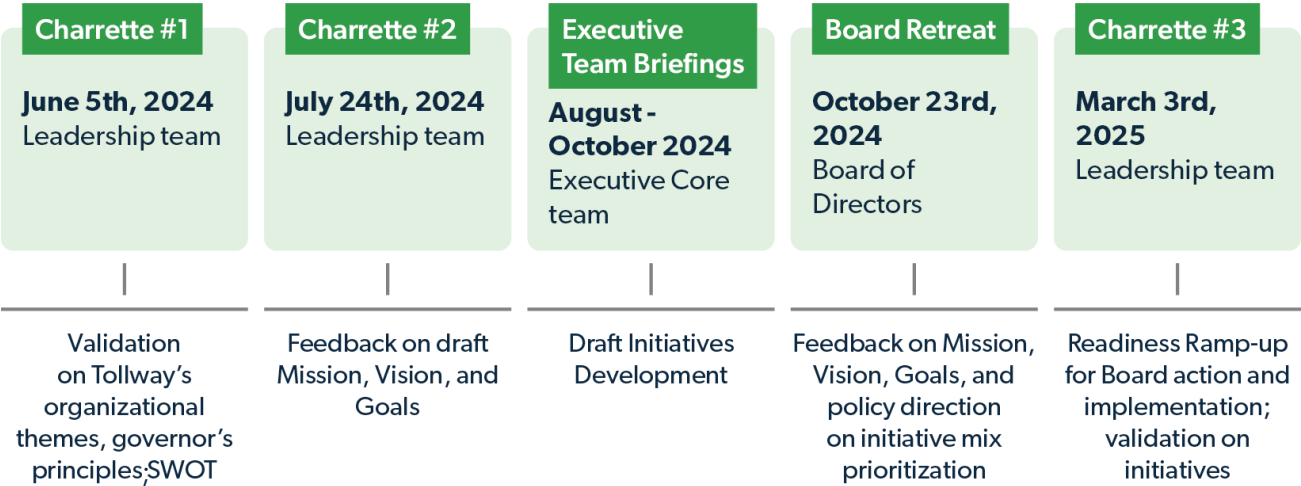 Charrette #1
June 5th, 2024
Leadership team
Validation
on Tollway’s
organizational
themes, governor’s
principles;SWOT
Charrette #2
July 24th, 2024
Leadership team
Feedback on draft
Mission, Vision, and
Goals
Executive
Team Briefings
August -
October 2024
Executive Core
team
Draft Initiatives
Development
Board Retreat
October 23rd,
2024
Board of
Directors
Feedback on Mission,
Vision, Goals, and
policy direction
on initiative mix
prioritization
Charrette #3
March 3rd,
2025
Leadership team
Readiness Ramp-up
for Board action and
implementation;
validation on
initiatives